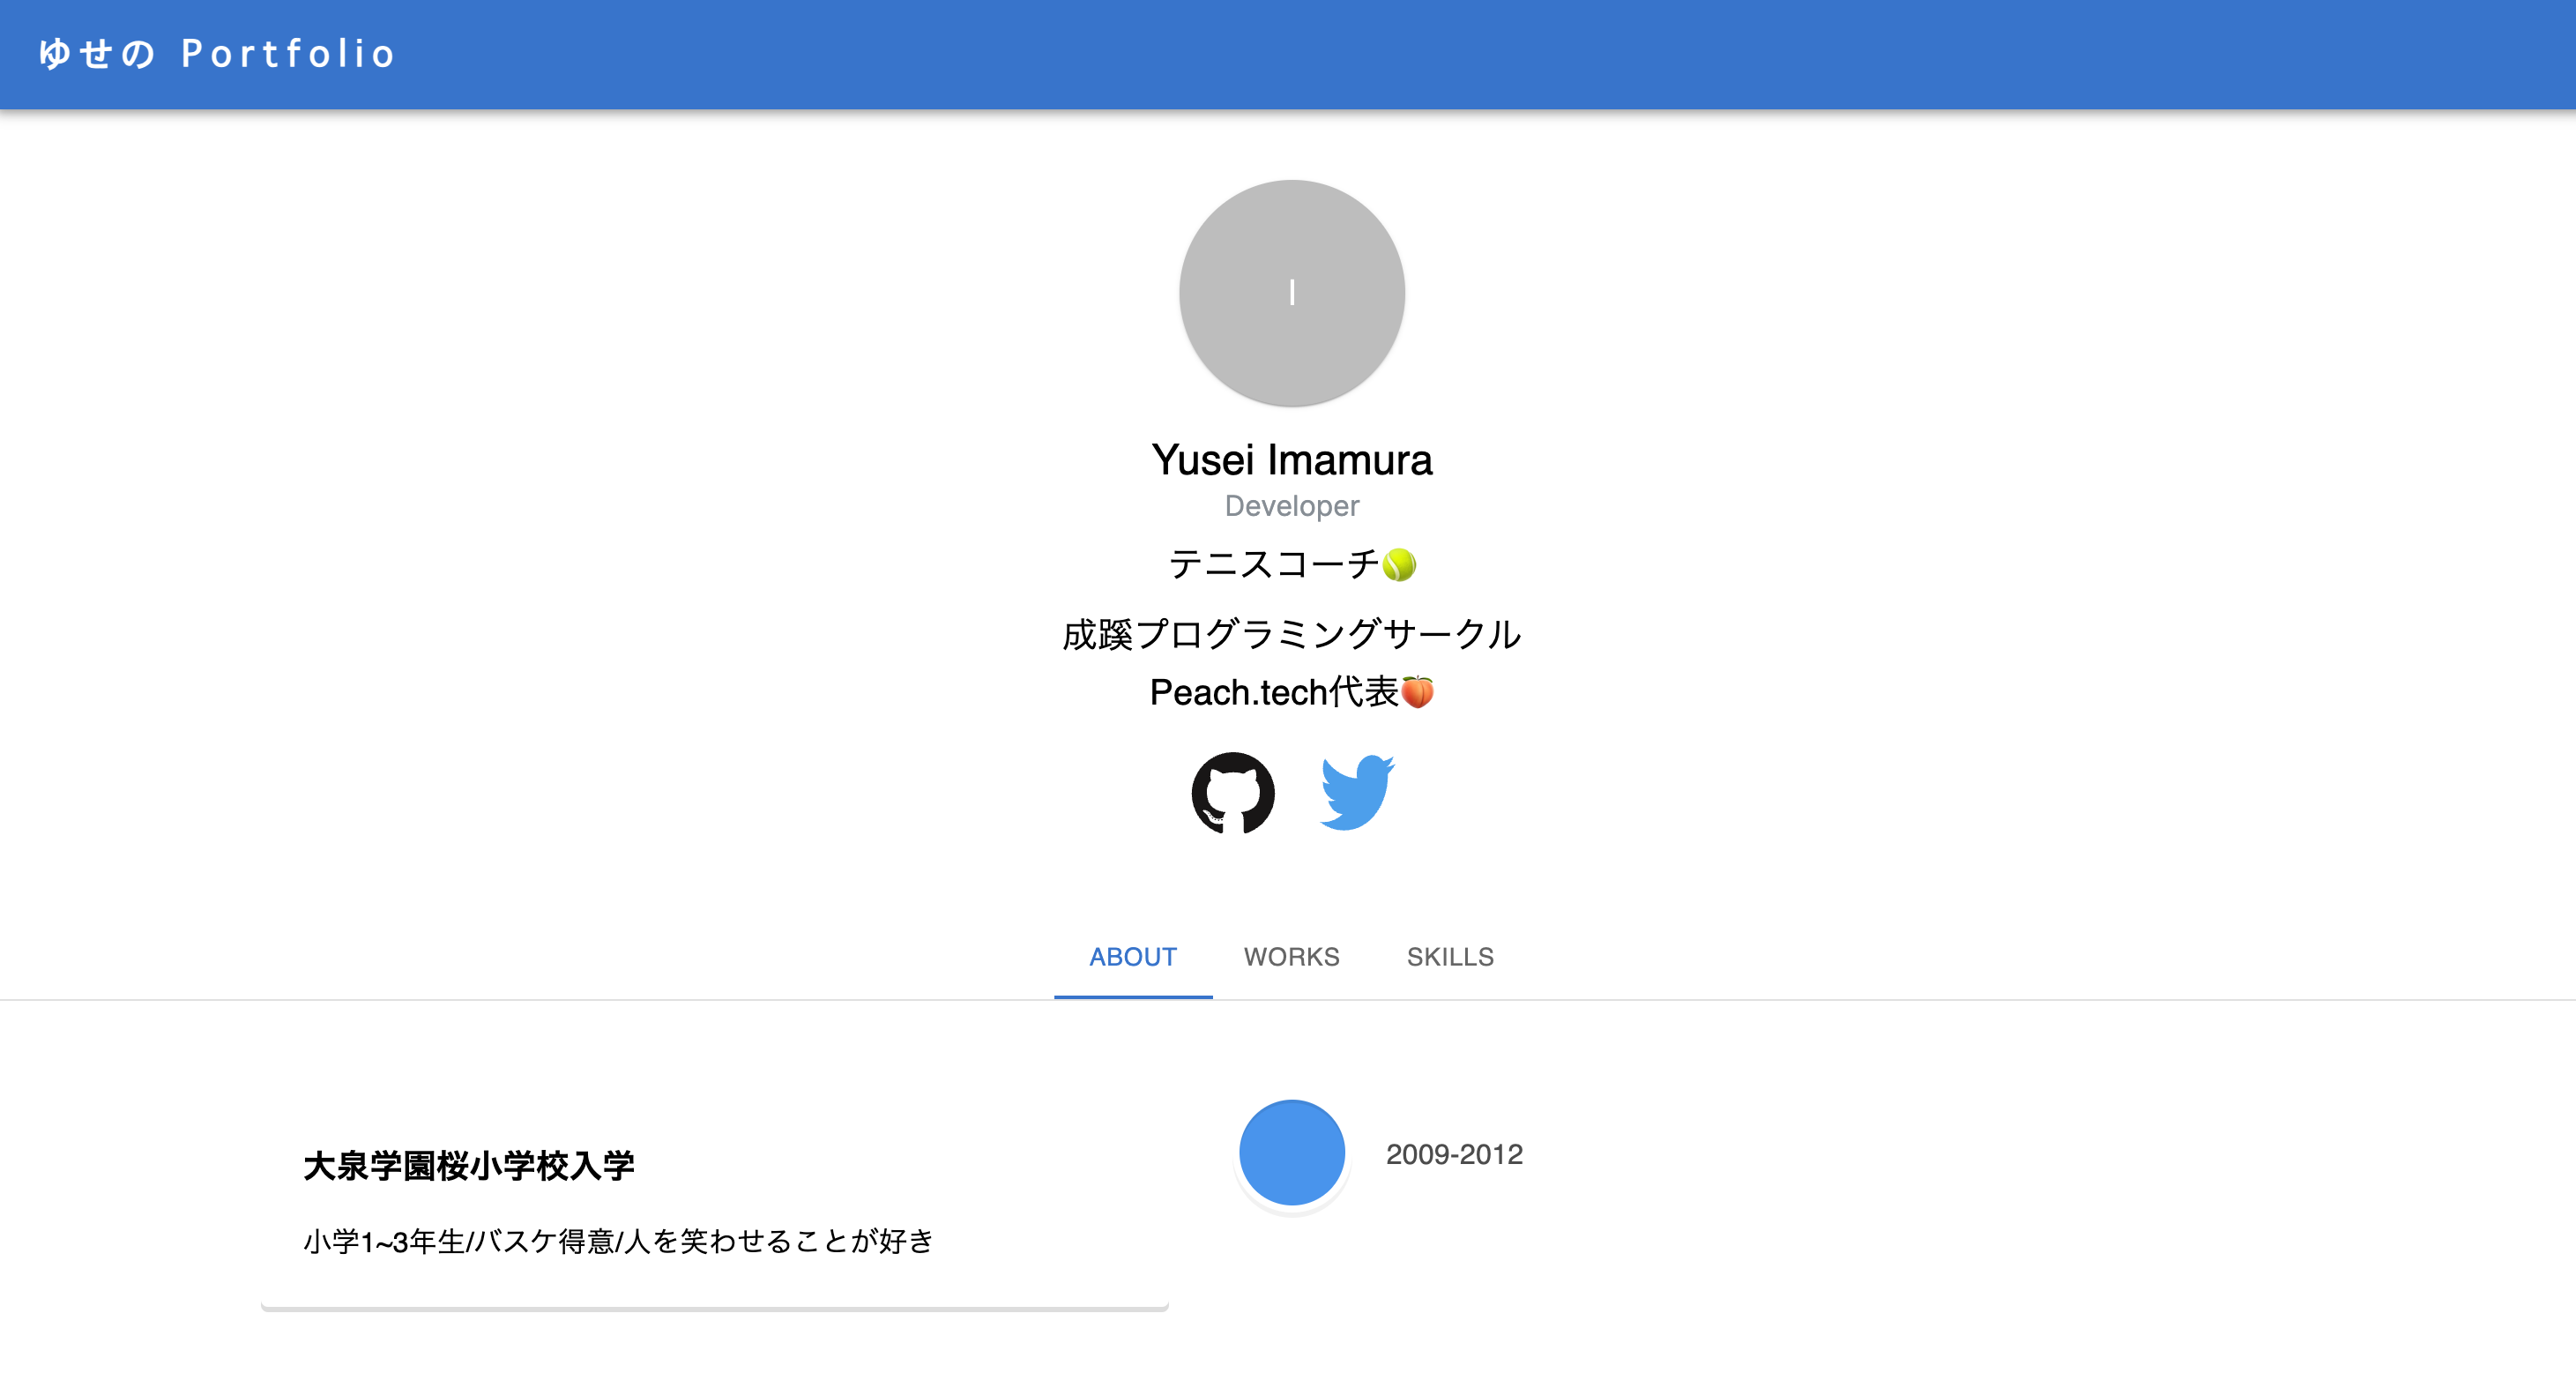 ゆせの Portfolio
I
Yusei Imamura
Developer
テニスコーチ🎾
成蹊プログラミングサークル
Peach.tech代表🍑
ABOUT
WORKS
SKILLS
大泉学園桜小学校入学
2009-2012
小学1~3年生/バスケ得意/人を笑わせることが好き